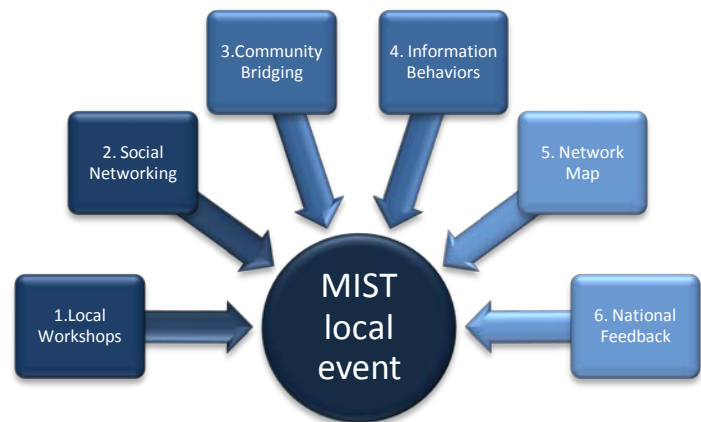 1.Local
Workshops
2. Social
Networking
3.Community
Bridging
4. Information
Behaviors
5. Network
Map
6. National
Feedback
MIST
local
event